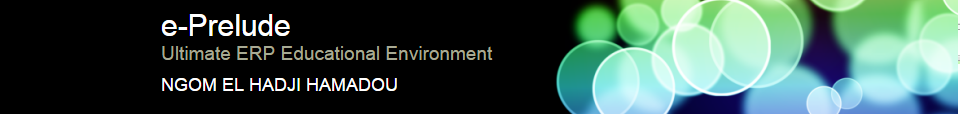 e-Prelude
Ultimate ERP Educational Environment
NGOM EL HADJI HAMADOU